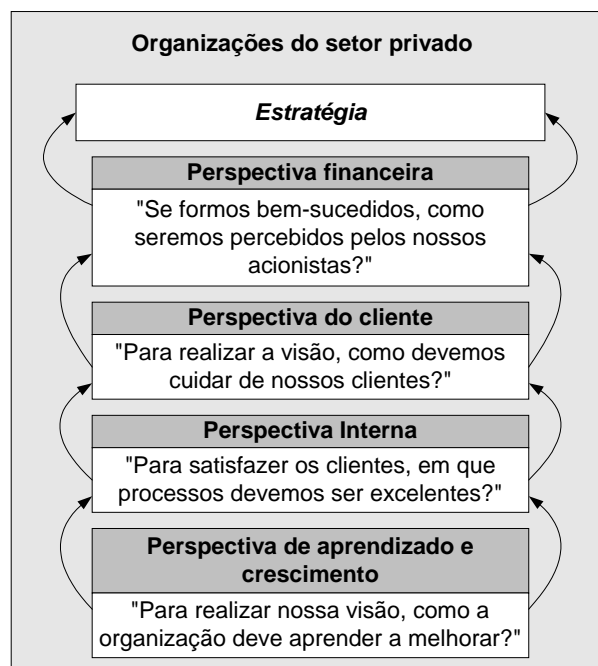 Organizações do setor privado
Estratégia
Perspectiva financeira
"Se formos bem-sucedidos, como
seremos percebidos pelos nossos
acionistas?"
Perspectiva do cliente
"Para realizar a visão, como devemos
cuidar de nossos clientes?"
Perspectiva Interna
"Para satisfazer os clientes, em que
processos devemos ser excelentes?"
Perspectiva de aprendizado e
crescimento
"Para realizar nossa visão, como a
organização deve aprender a melhorar?"